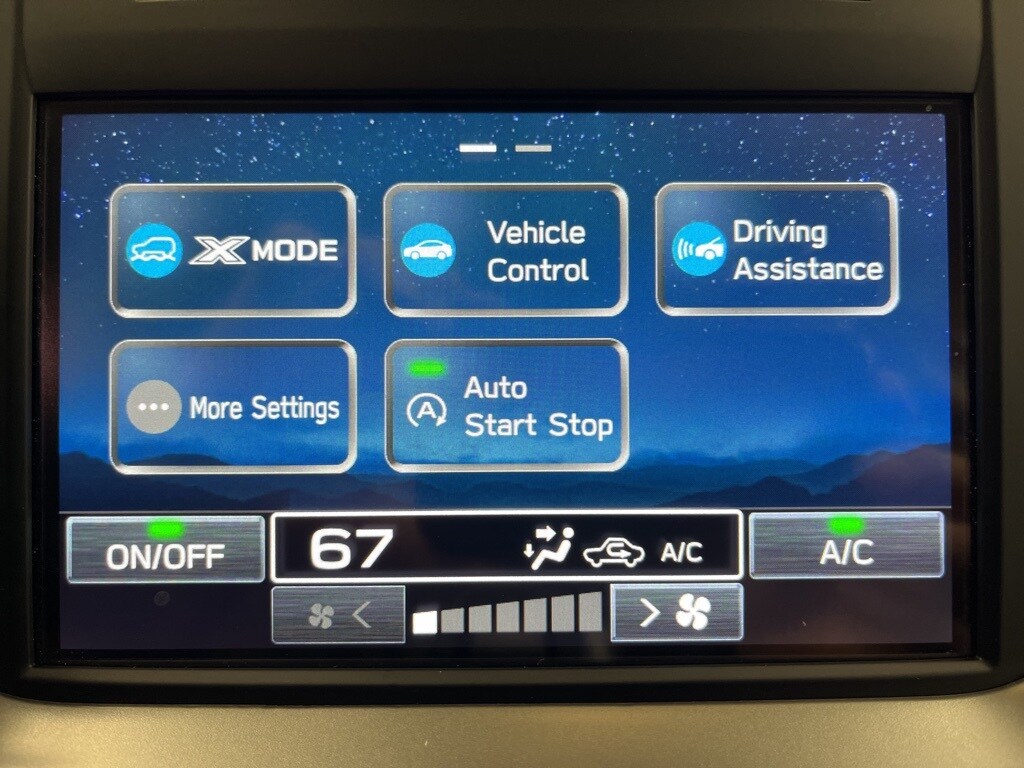 X MODE
Vehicle
Control
Driving
Assistance
More Settings
A
Auto
Start Stop
ON/OFF
67
A/C
A/C